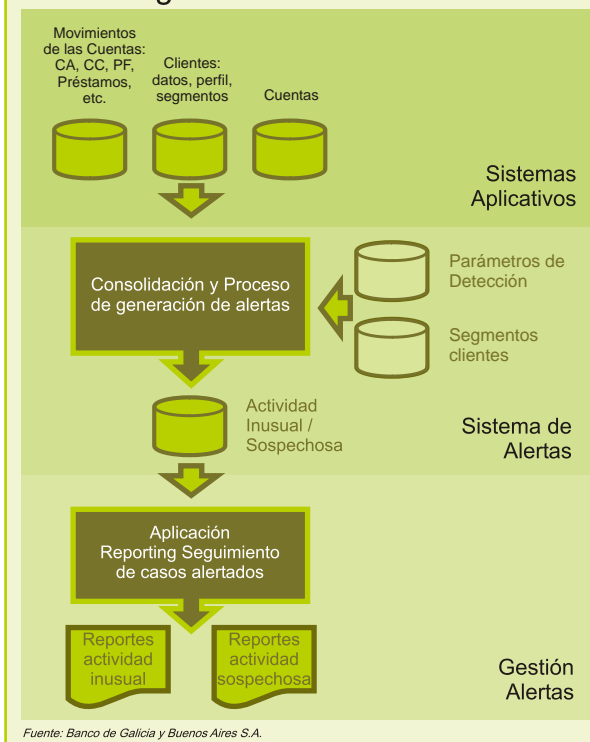 Movimientos
de las Cuentas:
CA, CC, PF,
Préstamos,
etc.
Clientes:
datos, perfil,
segmentos
Cuentas
Sistemas
Aplicativos
Consolidación y Proceso
de generación de alertas
Parámetros de
Detección
Segmentos
clientes
Actividad
Inusual /
Sospechosa
Sistema de
Alertas
Aplicación
Reporting Seguimiento
de casos alertados
Reportes
actividad
inusual
Reportes
actividad
sospechosa
Gestión
Alertas
Fuente: Banco de Galicia y Buenos Aires S.A.